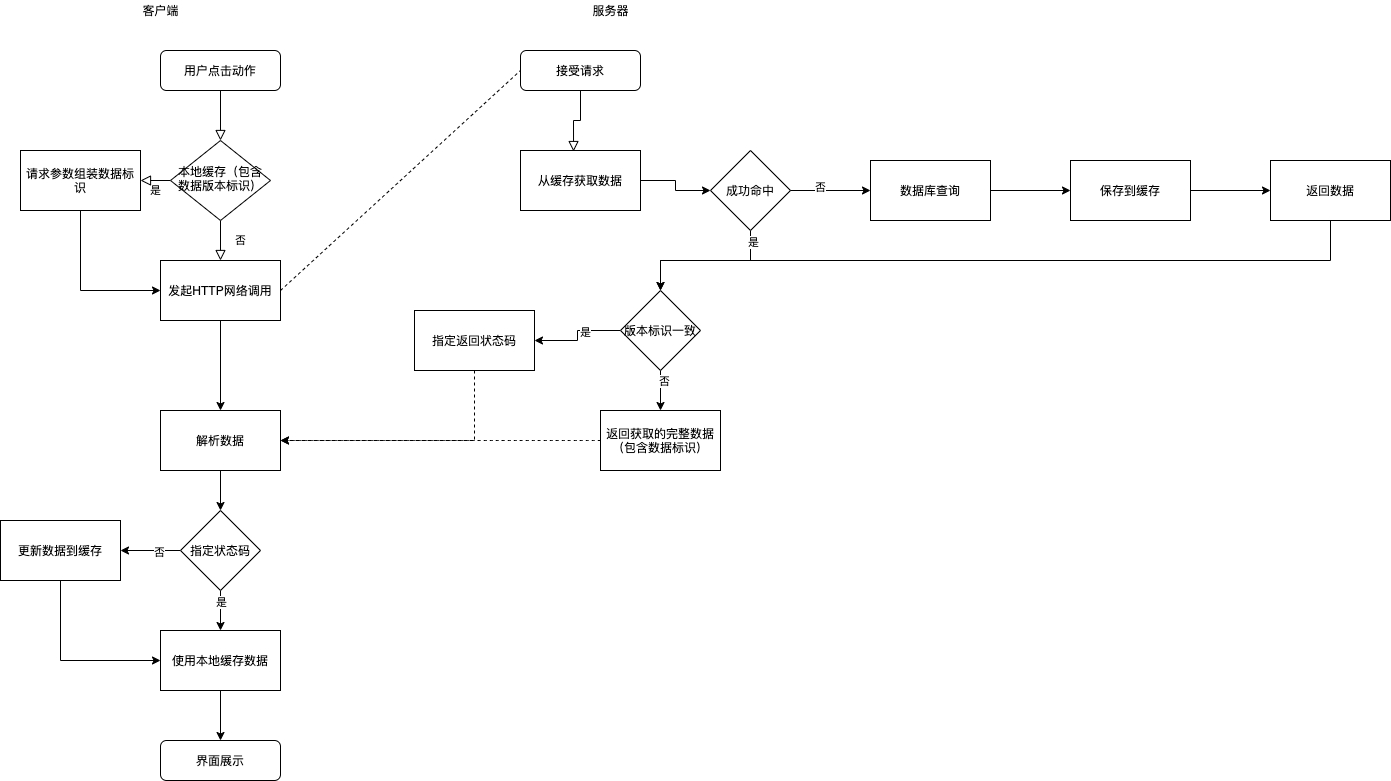 客户端
服务器
用户点击动作
接受请求
请求参数组装数据标
识
是
本地缓存（包含
数据版本标识）
否
从缓存获取数据
成功命中
否
数据库查询
保存到缓存
返回数据
是
发起HTTP网络调用
指定返回状态码
是
版本标识一致
否
解析数据
返回获取的完整数据
(包含数据标识)
更新数据到缓存
否
指定状态码
是
使用本地缓存数据
界面展示